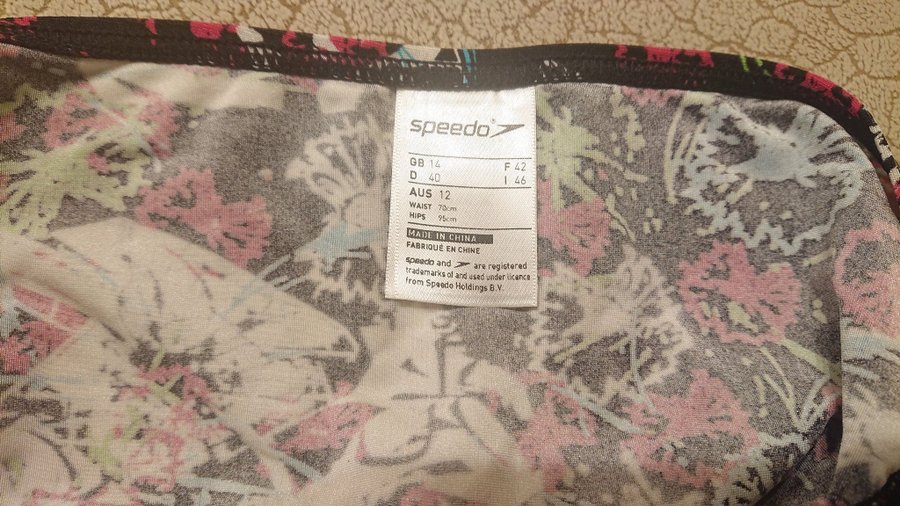 speedo
GB 14 F 42
D 40 I 46
AUS 12
WAIST 70cm
HIPS 95cm
MADE IN CHINA
FABRIQUÉ EN CHINE
speedo and are registered
trademarks of and used under licence
from Speedo Holdings B.V.